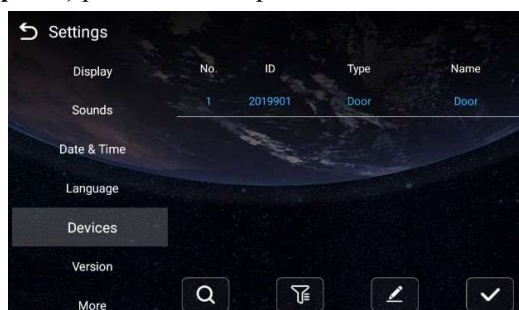 Settings
Display
Sounds
Date & Time
Language
Devices
Version
More
No. ID Type Name
1 2019901 Door Door